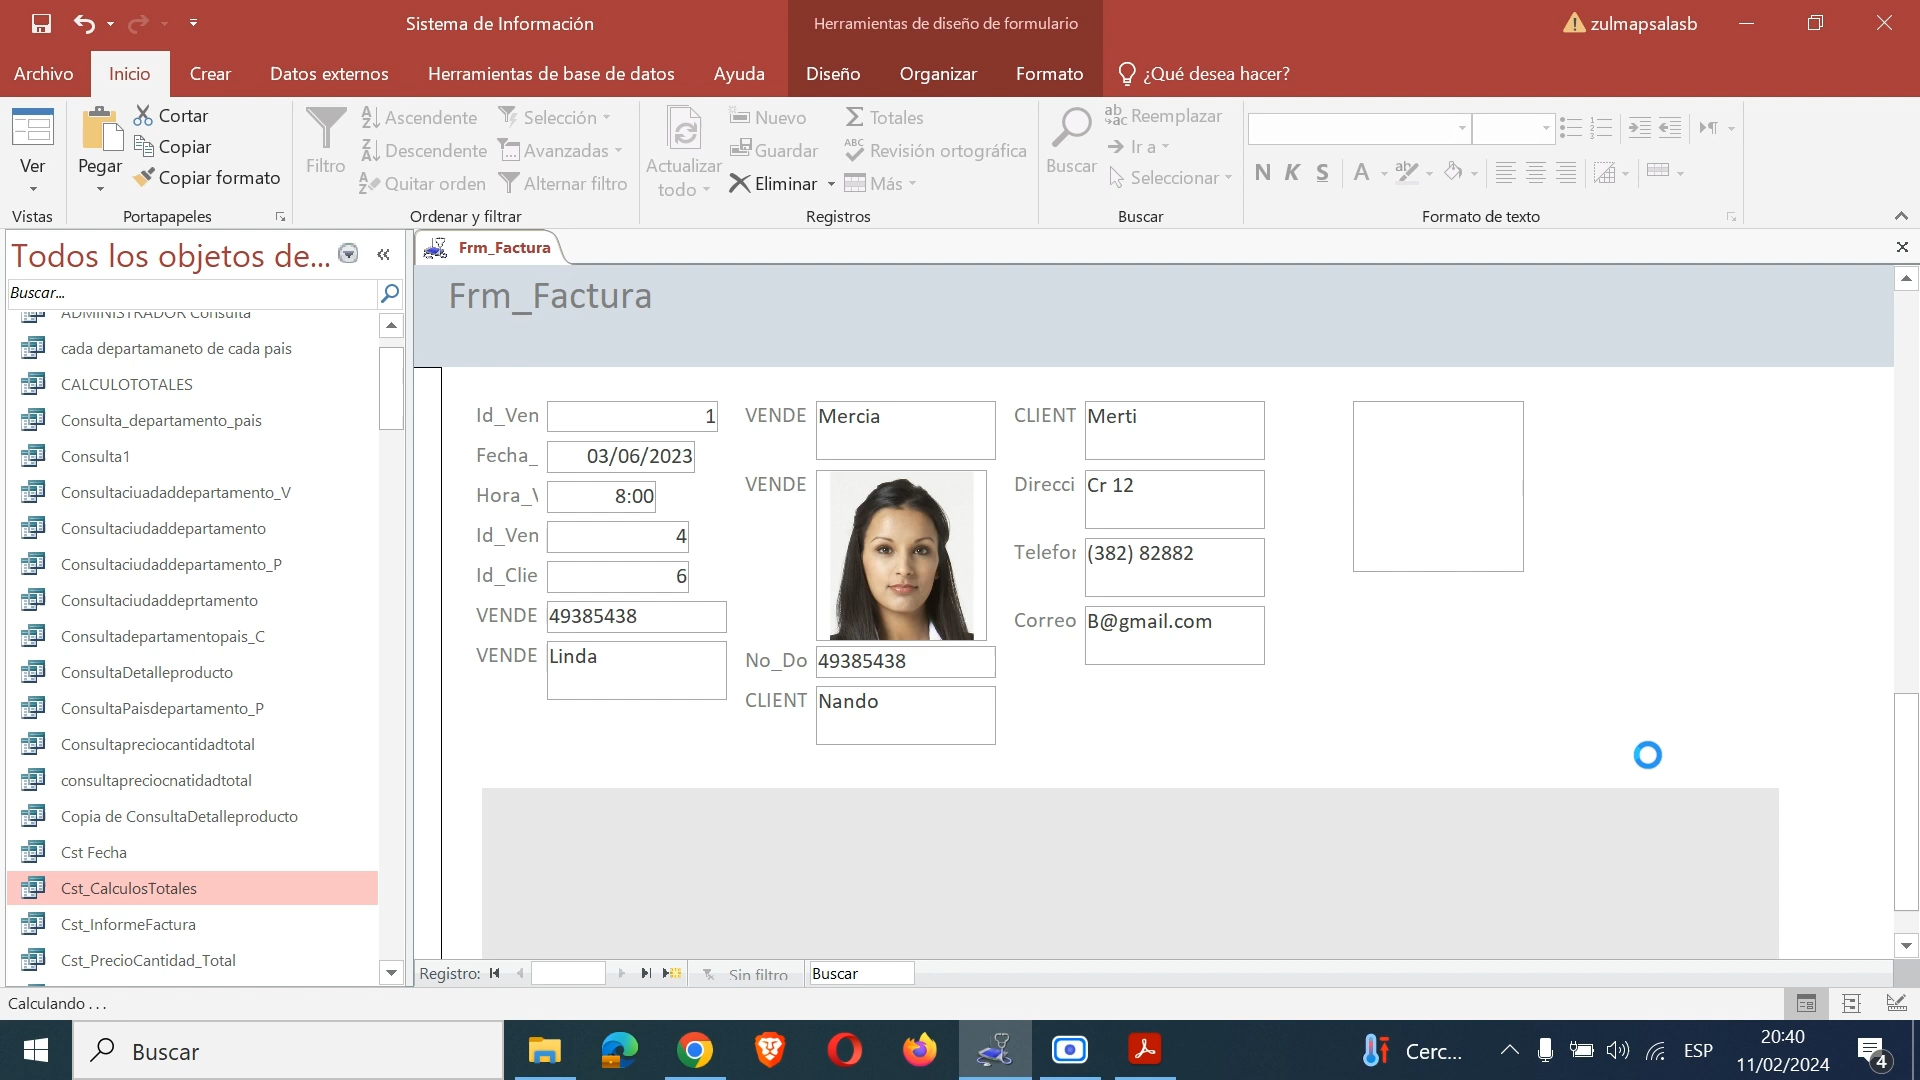 Sistema de Información
Herramientas de diseño de formulario
zulmapsalasb
Archivo Inicio Crear Datos externos Herramientas de base de datos Ayuda Diseño Organizar Formato ¿Qué desea hacer?
Ver
Vistas
Pegar
Cortar
Copiar
Copiar formato
Portapapeles
Filtro
Ascendente
Descendente
Quitar orden
Selección
Avanzadas
Alternar filtro
Ordenar y filtrar
Actualizar
todo
Nuevo
Guardar
Eliminar
Totales
Revisión ortográfica
Más
Registros
Buscar
Reemplazar
Ir a
Seleccionar
Buscar
N K S A
Formato de texto
Todos los objetos de...
Buscar...
ADMINISTRADOR Consulta
cada departamaneto de cada pais
CALCULOTOTALES
Consulta_departamento_pais
Consulta1
Consultaciuadaddepartamento_V
Consultaciudaddepartamento
Consultaciudaddepartamento_P
Consultaciudaddeprtamento
Consultadepartamentopais_C
ConsultaDetalleproducto
ConsultaPaisdepartamento_P
Consultapreciocantidadtotal
consultapreciocnatidadtotal
Copia de ConsultaDetalleproducto
Cst Fecha
Cst_CalculosTotales
Cst_InformeFactura
Cst_PrecioCantidad_Total
Frm_Factura
Frm_Factura
Id_Ven 1
Fecha_ 03/06/2023
Hora_V 8:00
Id_Ven 4
Id_Clie 6
VENDE 49385438
VENDE Linda
VENDE Mercia
VENDE
No_Do 49385438
CLIENT Nando
CLIENT Merti
Direcci Cr 12
Telefor (382) 82882
Correo B@gmail.com
Registro: Sin filtro Buscar
Calculando . . .
Buscar
Cerc...
ESP
20:40
11/02/2024
4